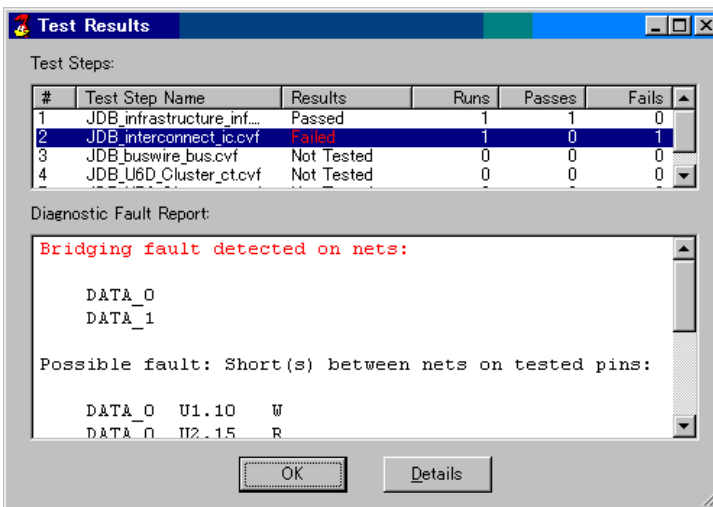 Test Results
Test Steps:
# Test Step Name Results Runs Passes Fails
1 JDB_infrastructure_inf.... Passed 1 1 0
2 JDB_interconnect_ic.cvf Failed 1 0 1
3 JDB_buswire_bus.cvf Not Tested 0 0 0
4 JDB_U6D_Cluster_ct.cvf Not Tested 0 0 0
Diagnostic Fault Report:
Bridging fault detected on nets:
DATA_0
DATA_1
Possible fault: Short(s) between nets on tested pins:
DATA_0 U1.10 W
DATA_0 U2.15 R
OK Details